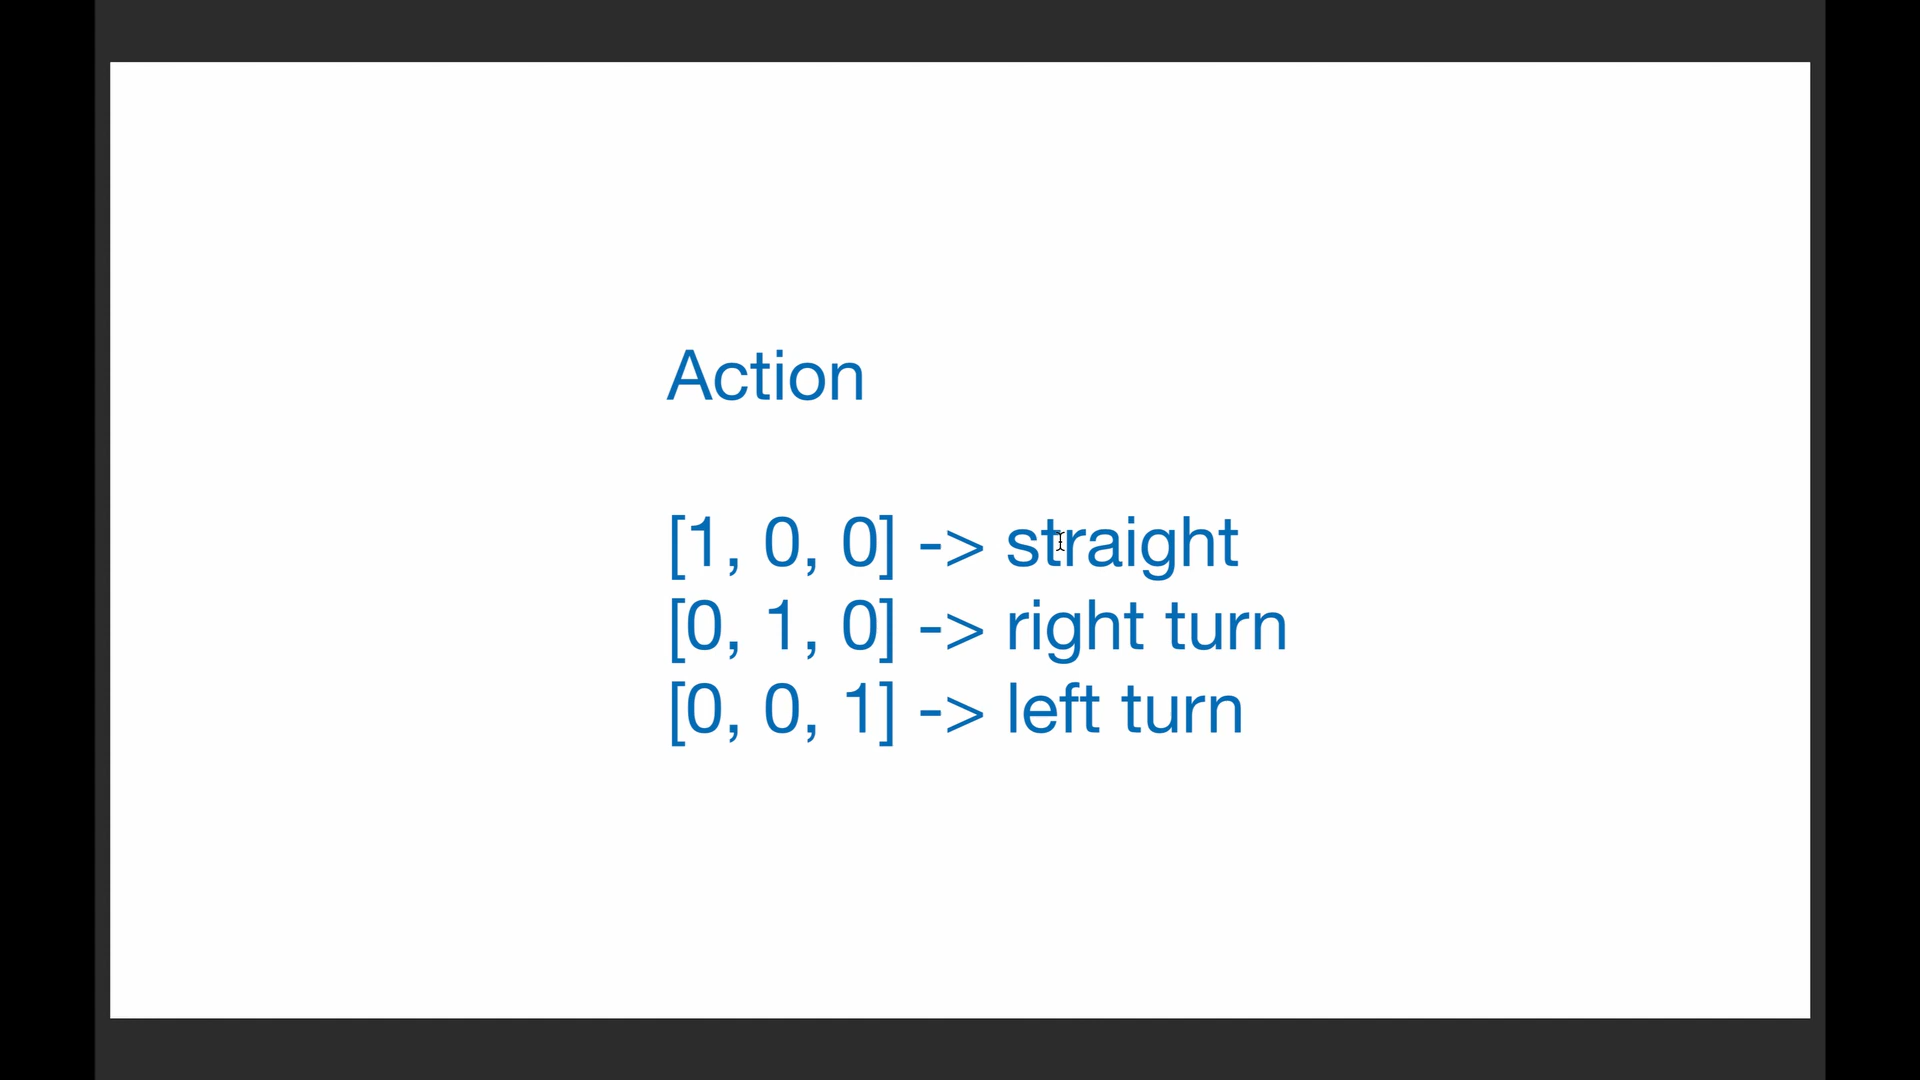 Action
[1, 0, 0] -> straight
[0, 1, 0] -> right turn
[0, 0, 1] -> left turn